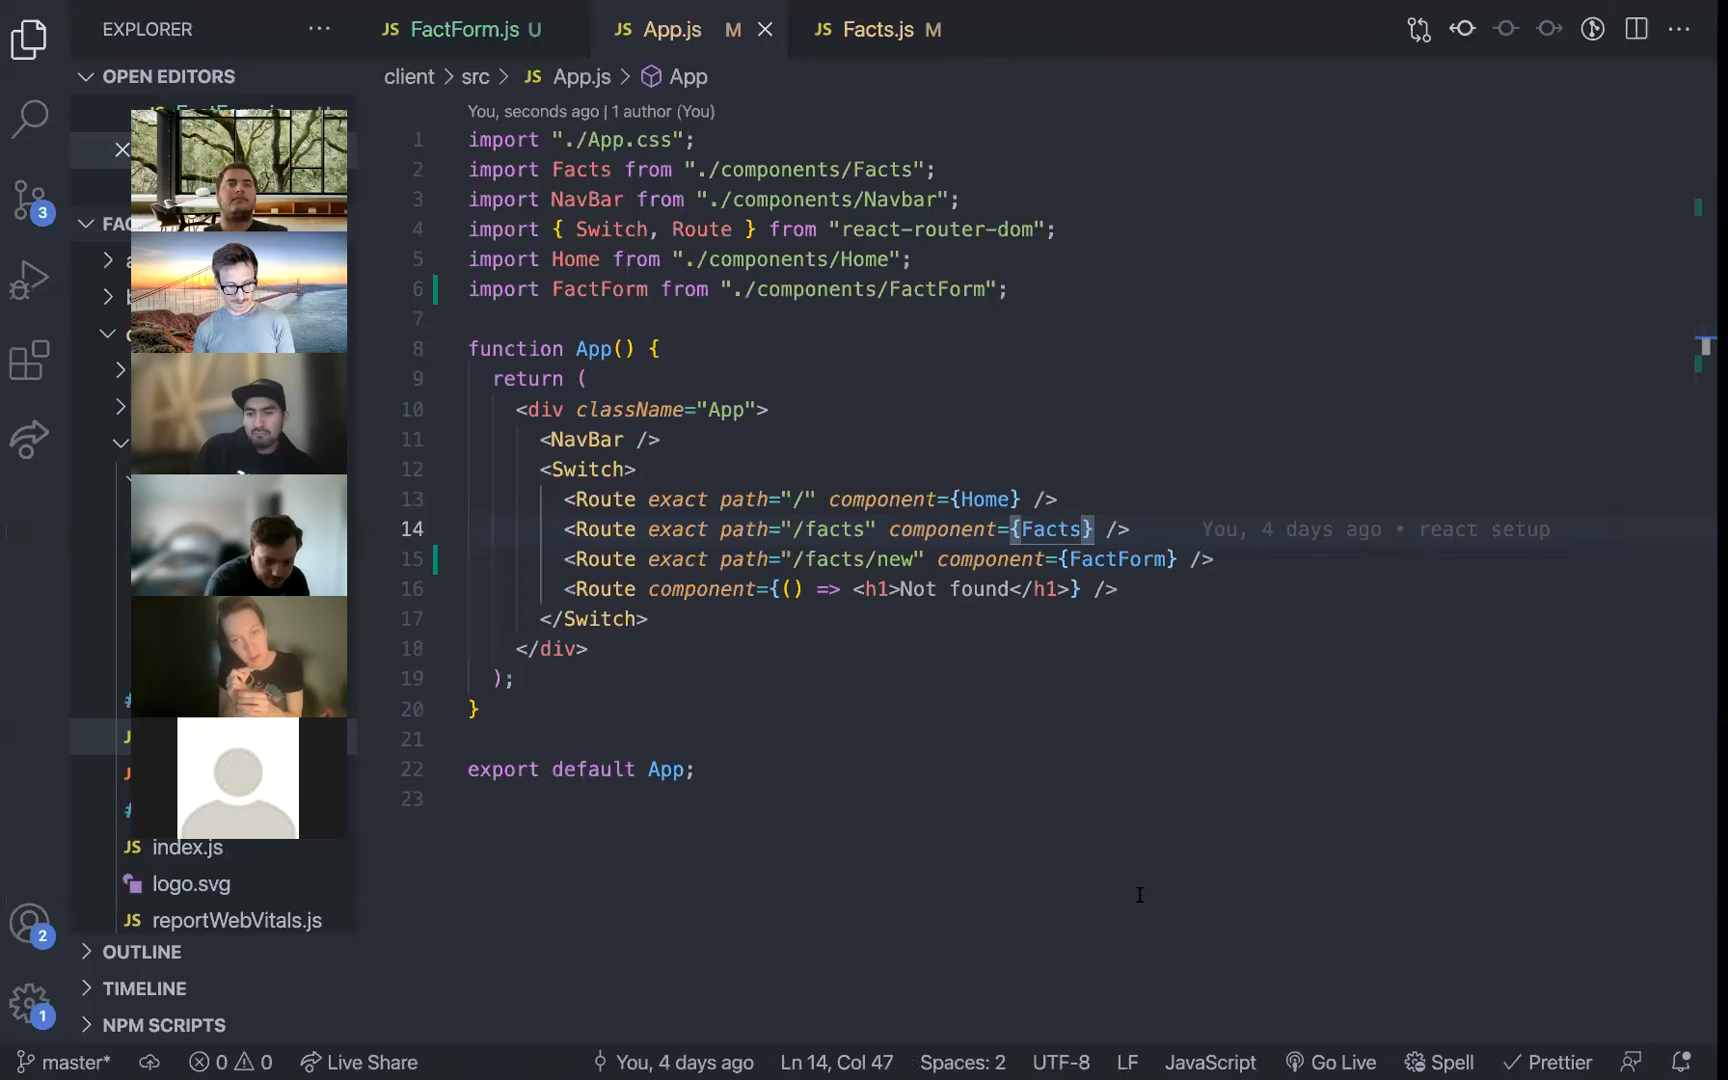 EXPLORER
JS FactForm.js U
JS App.js M
JS Facts.js M
OPEN EDITORS
client > src > JS App.js > App
You, seconds ago | 1 author (You)
1 import "./App.css";
2 import Facts from "./components/Facts";
3 import NavBar from "./components/Navbar";
4 import { Switch, Route } from "react-router-dom";
5 import Home from "./components/Home";
6 import FactForm from "./components/FactForm";
7
8 function App() {
9 return (
10 <div className="App">
11 <NavBar />
12 <Switch>
13 <Route exact path="/" component={Home} />
14 <Route exact path="/facts" component={Facts} /> You, 4 days ago • react setup
15 <Route exact path="/facts/new" component={FactForm} />
16 <Route component={() => <h1>Not found</h1>} />
17 </Switch>
18 </div>
19 );
20 }
21
22 export default App;
23
3
JS index.js
logo.svg
JS reportWebVitals.js
OUTLINE
TIMELINE
NPM SCRIPTS
2
1
master* 0 0 Live Share You, 4 days ago Ln 14, Col 47 Spaces: 2 UTF-8 LF JavaScript Go Live Spell Prettier